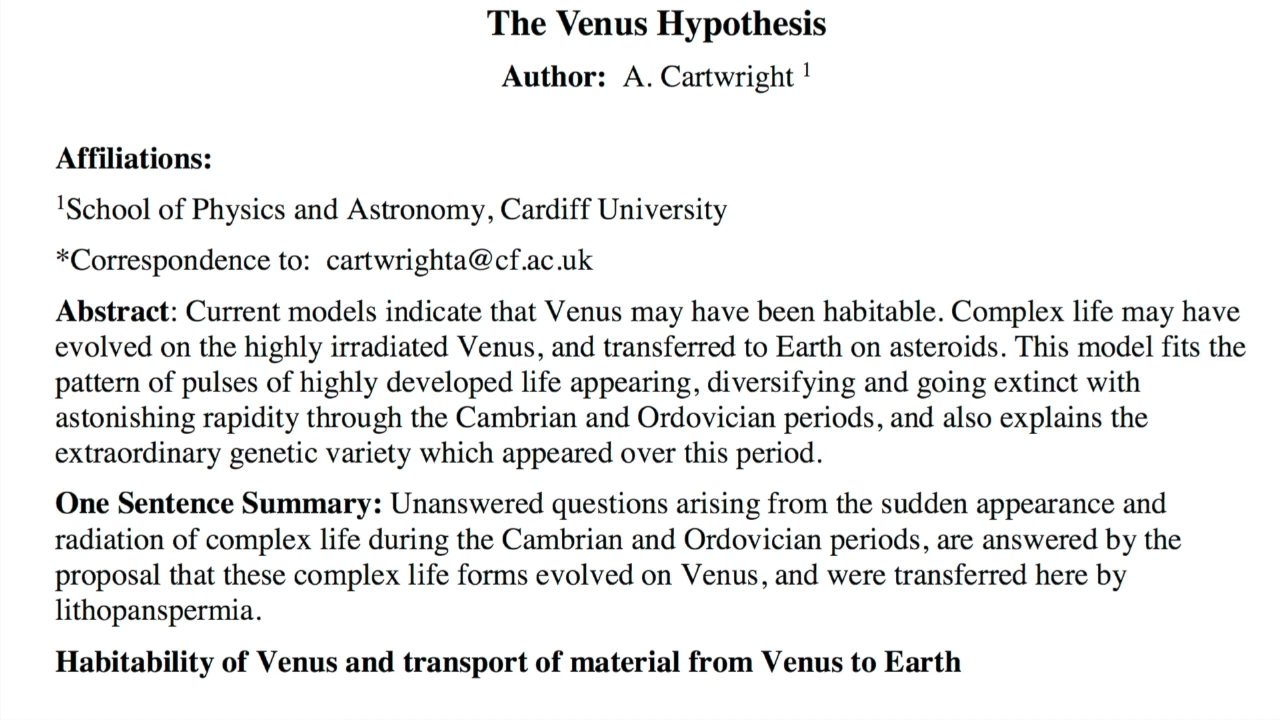 The Venus Hypothesis
Author: A. Cartwright ¹
Affiliations:
¹School of Physics and Astronomy, Cardiff University
*Correspondence to: cartwrighta@cf.ac.uk
Abstract: Current models indicate that Venus may have been habitable. Complex life may have
evolved on the highly irradiated Venus, and transferred to Earth on asteroids. This model fits the
pattern of pulses of highly developed life appearing, diversifying and going extinct with
astonishing rapidity through the Cambrian and Ordovician periods, and also explains the
extraordinary genetic variety which appeared over this period.
One Sentence Summary: Unanswered questions arising from the sudden appearance and
radiation of complex life during the Cambrian and Ordovician periods, are answered by the
proposal that these complex life forms evolved on Venus, and were transferred here by
lithopanspermia.
Habitability of Venus and transport of material from Venus to Earth